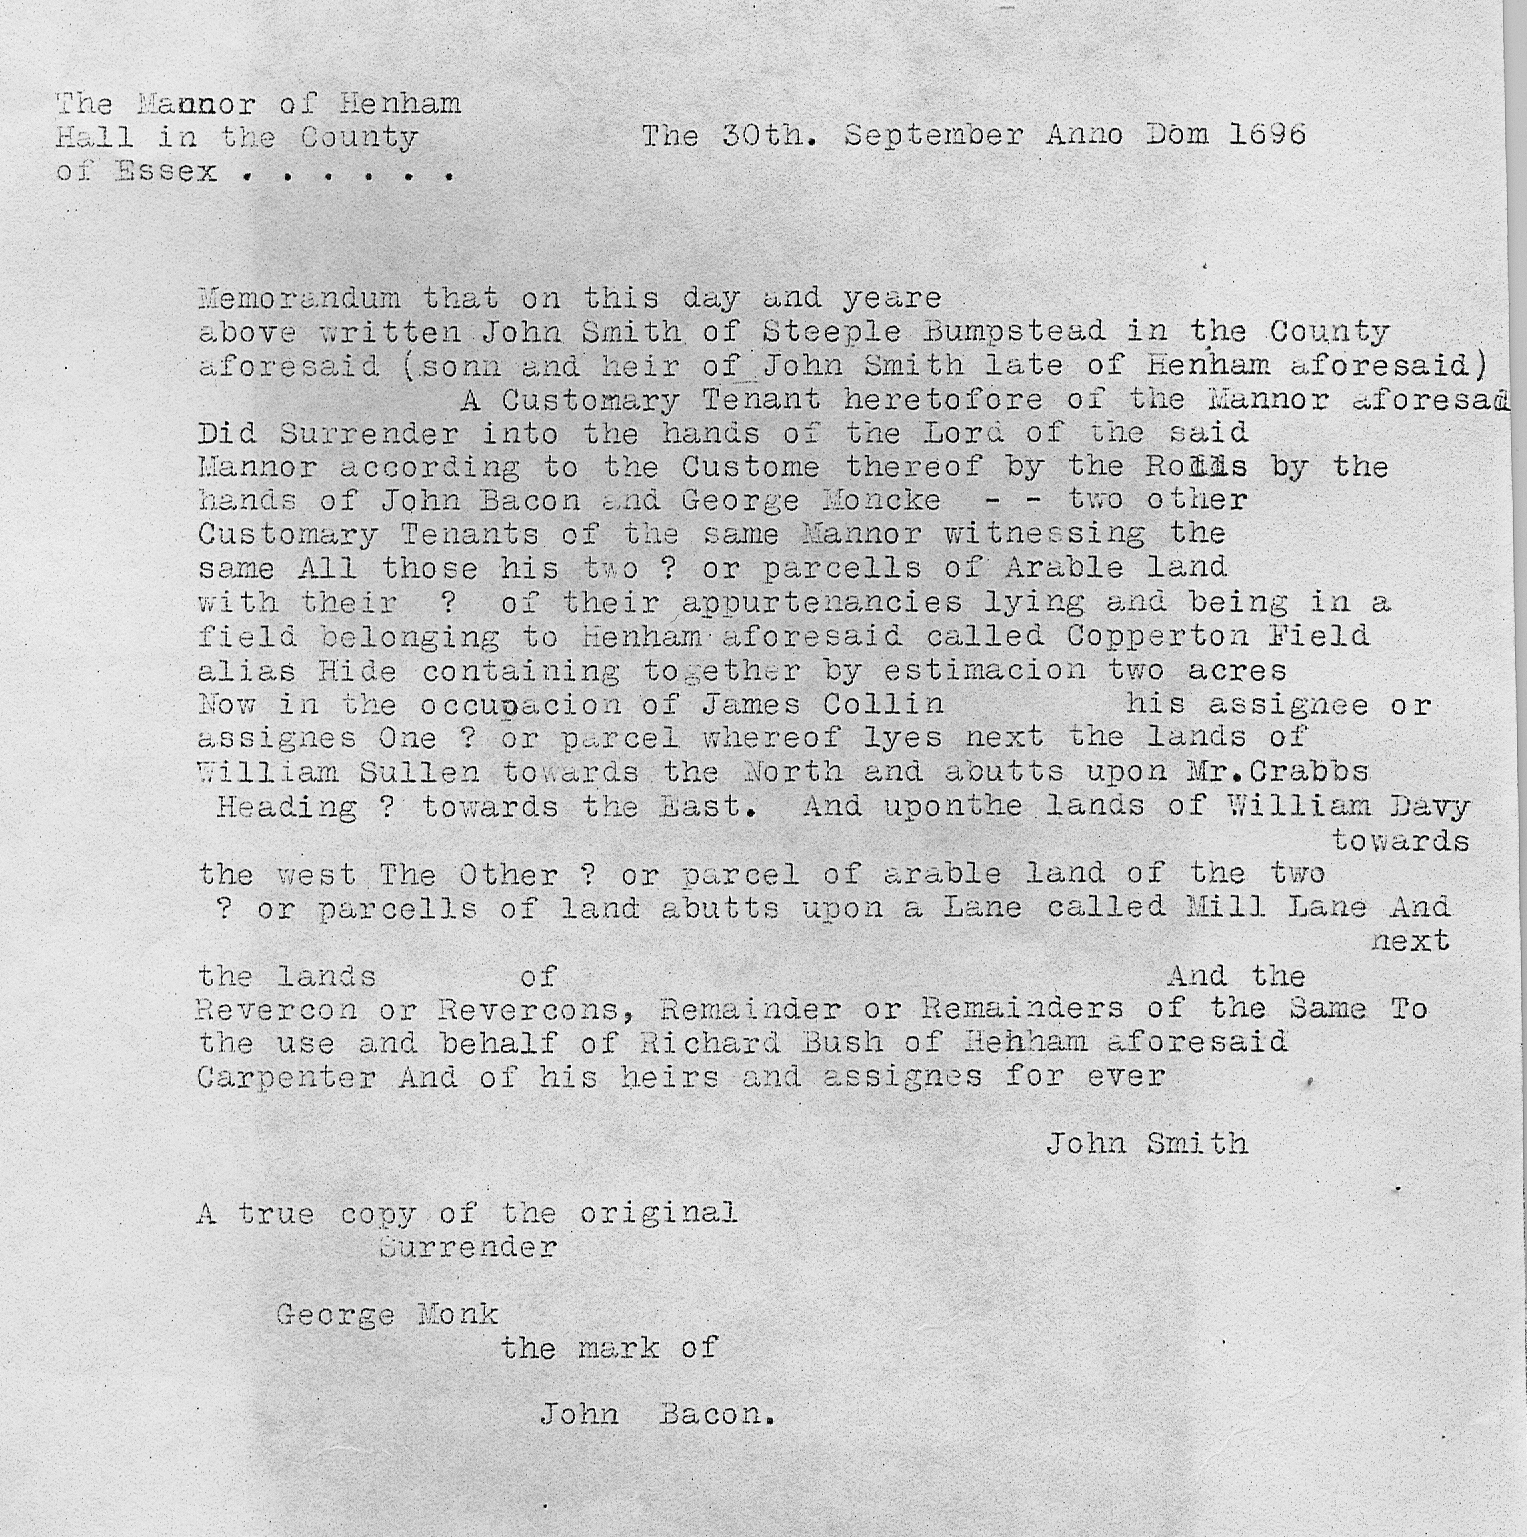 The Mannor of Henham
Hall in the County
The 30th. September Anno Dom 1696
of Essex . . . . . .
Memorandum that on this day and yeare
above written John Smith of Steeple Bumpstead in the County
aforesaid (sonn and heir of John Smith late of Henham aforesaid)
A Customary Tenant heretofore of the Mannor aforesad
Did Surrender into the hands of the Lord of the said
Mannor according to the Custome thereof by the Rodds by the
hands of John Bacon and George Moncke - - two other
Customary Tenants of the same Mannor witnessing the
same All those his two ? or parcells of Arable land
with their ? of their appurtenancies lying and being in a
field belonging to Henham aforesaid called Copperton Field
alias Hide containing together by estimacion two acres
Now in the occupacion of James Collin his assignee or
assignes One ? or parcel whereof lyes next the lands of
William Sullen towards the North and abutts upon Mr.Crabbs
Heading ? towards the East. And uponthe lands of William Davy
towards
the west The Other ? or parcel of arable land of the two
? or parcells of land abutts upon a Lane called Mill Lane And
next
the lands of And the
Revercon or Revercons, Remainder or Remainders of the Same To
the use and behalf of Richard Bush of Hehham aforesaid
Carpenter And of his heirs and assignes for ever
John Smith
A true copy of the original
Surrender
George Monk
the mark of
John Bacon.